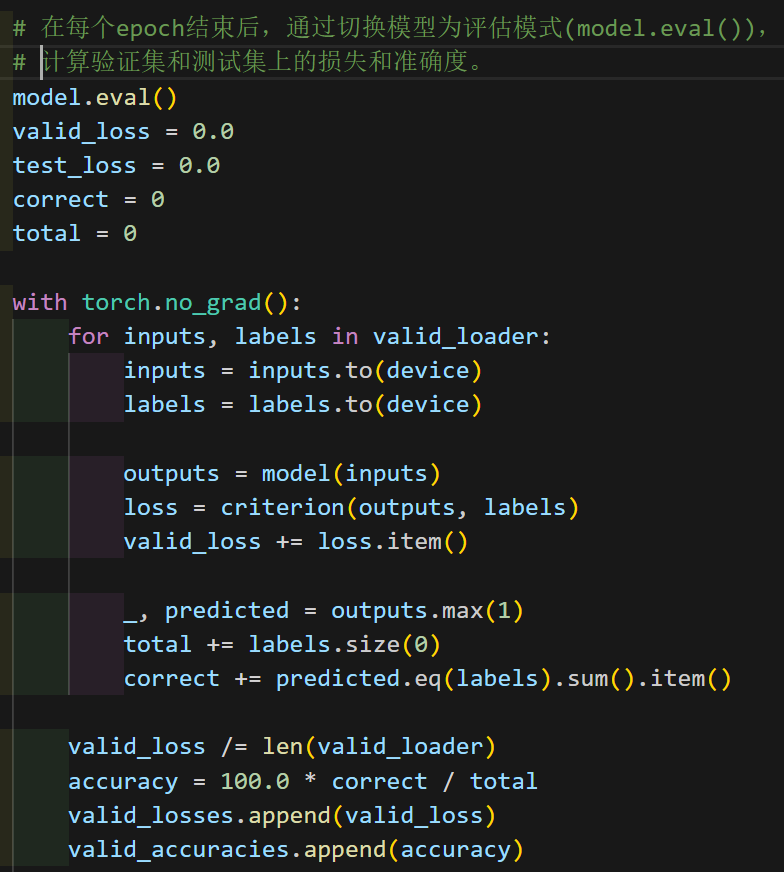 # 在每个epoch结束后，通过切换模型为评估模式(model.eval())，
# 计算验证集和测试集上的损失和准确度。
model.eval()
valid_loss = 0.0
test_loss = 0.0
correct = 0
total = 0
with torch.no_grad():
for inputs, labels in valid_loader:
inputs = inputs.to(device)
labels = labels.to(device)
outputs = model(inputs)
loss = criterion(outputs, labels)
valid_loss += loss.item()
_, predicted = outputs.max(1)
total += labels.size(0)
correct += predicted.eq(labels).sum().item()
valid_loss /= len(valid_loader)
accuracy = 100.0 * correct / total
valid_losses.append(valid_loss)
valid_accuracies.append(accuracy)